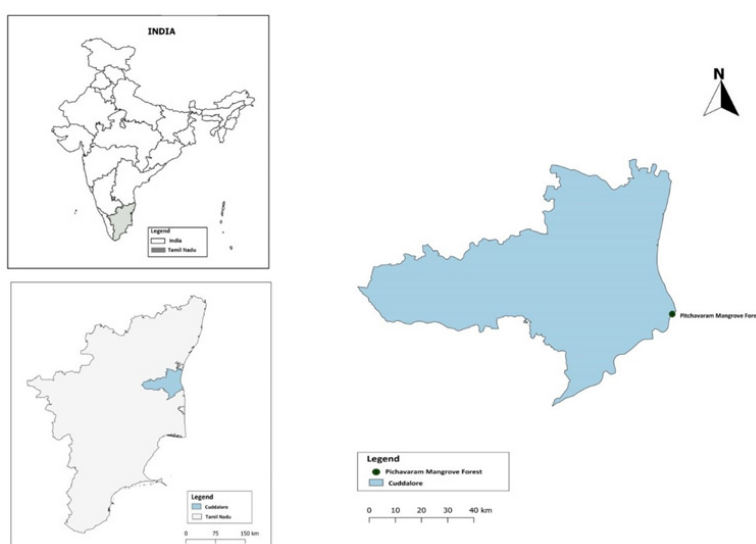 INDIA
Legend
India
Tamil Nadu
Legend
Cuddalore
Tamil Nadu
0 75 150 km
N
Pitchavaram Mangrove Fore
Legend
Pichavaram Mangrove Forest
Cuddalore
0 10 20 30 40 km